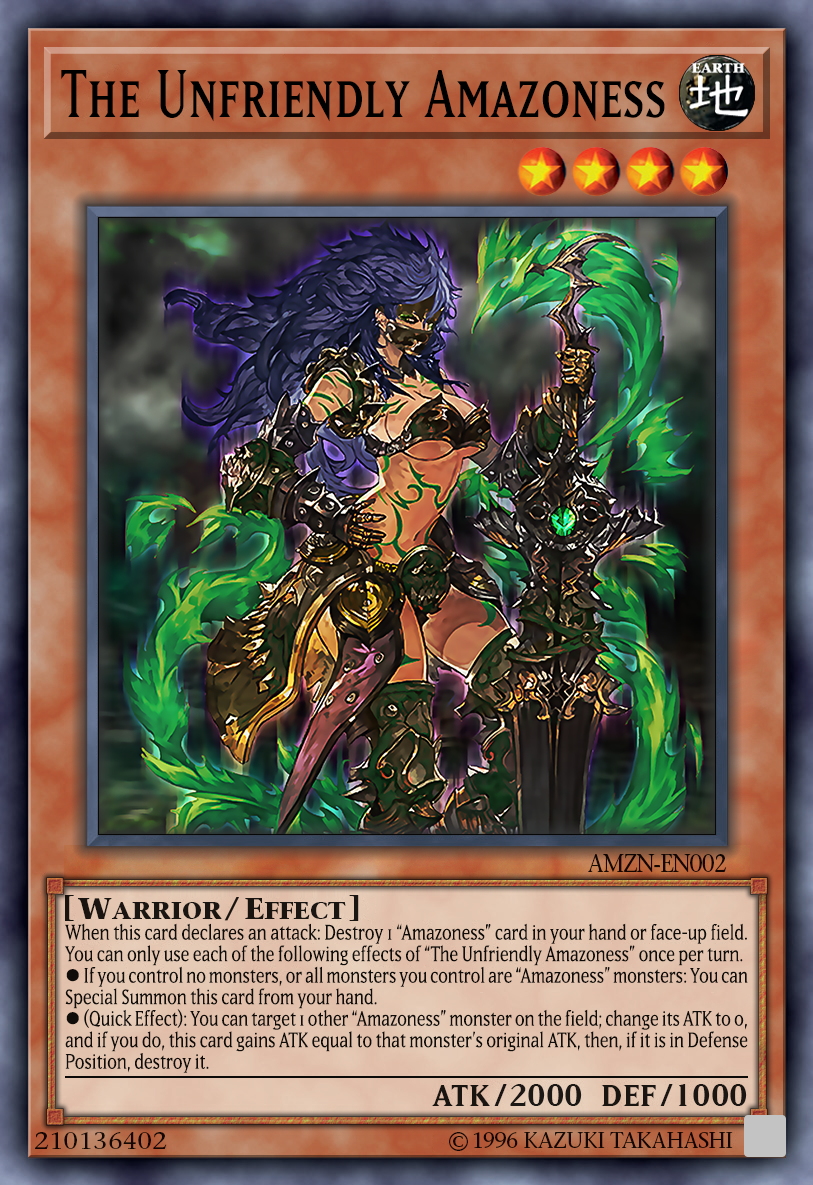 The Unfriendly Amazoness
EARTH
地
AMZN-EN002
[Warrior/Effect]
When this card declares an attack: Destroy 1 “Amazoness” card in your hand or face-up field.
You can only use each of the following effects of “The Unfriendly Amazoness” once per turn.
● If you control no monsters, or all monsters you control are “Amazoness” monsters: You can
Special Summon this card from your hand.
● (Quick Effect): You can target 1 other “Amazoness” monster on the field; change its ATK to 0,
and if you do, this card gains ATK equal to that monster’s original ATK, then, if it is in Defense
Position, destroy it.
ATK/2000 DEF/1000
210136402
© 1996 KAZUKI TAKAHASHI